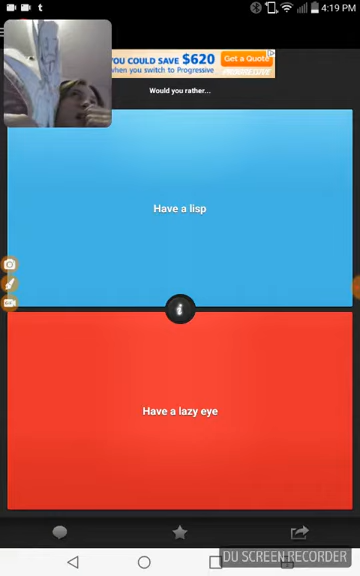 4:19 PM
YOU COULD SAVE $620
when you switch to Progressive
Get a Quote
Would you rather...
Have a lisp
Have a lazy eye
DU SCREEN RECORDER